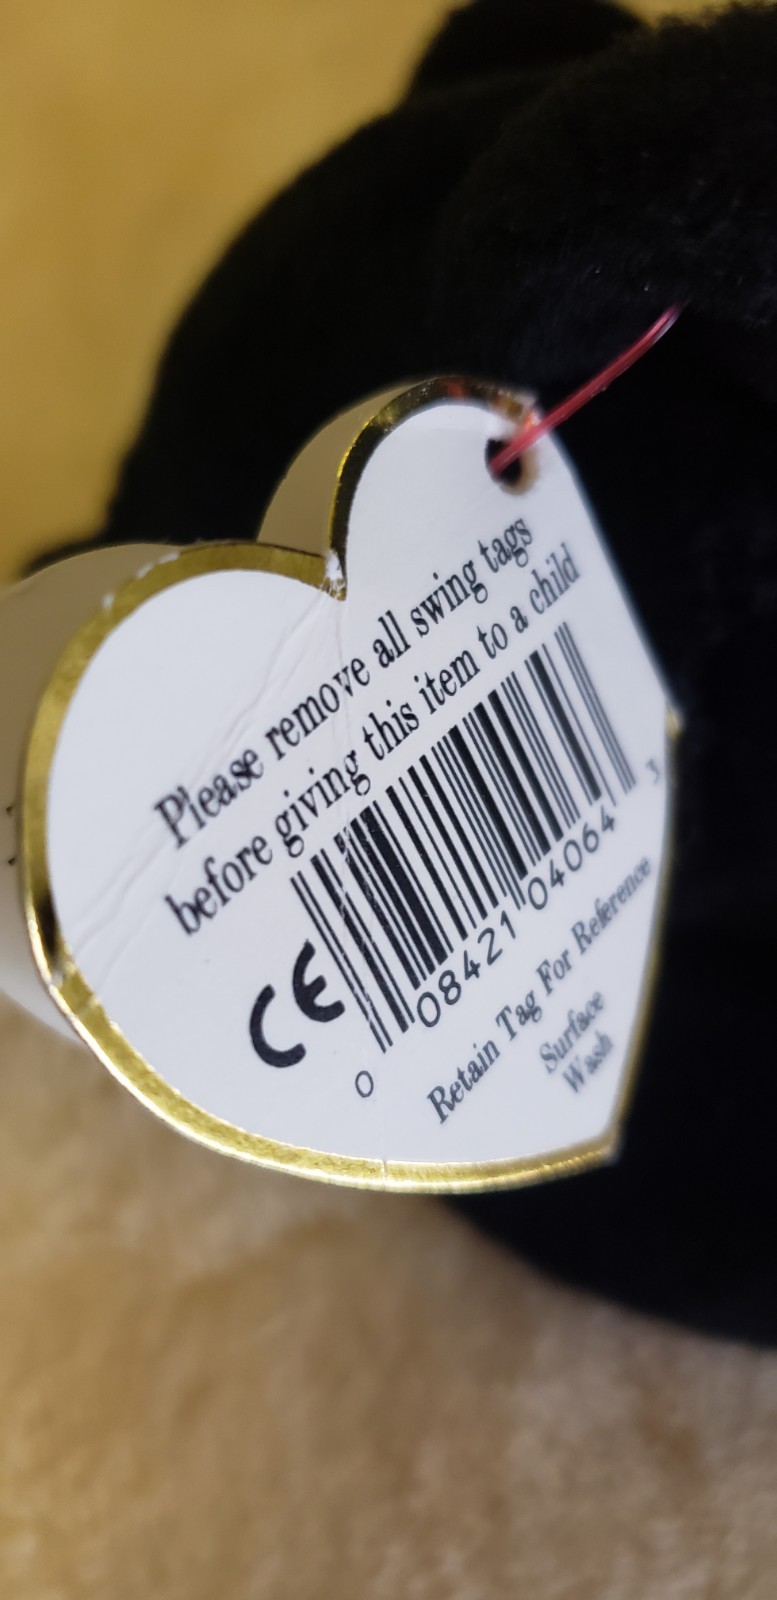 Please remove all swing tags
before giving this item to a child
CE
0 08421 04064 3
Retain Tag For Reference
Surface
Wash